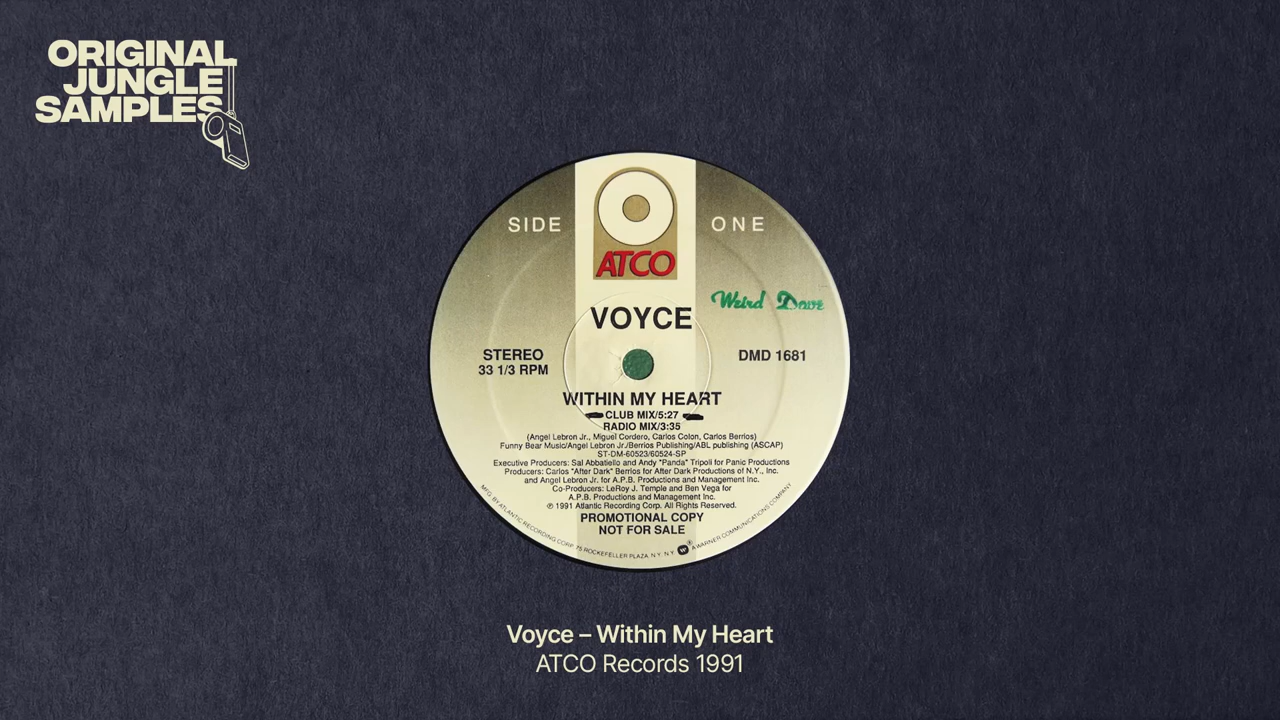 ORIGINAL
JUNGLE
SAMPLES
SIDE ONE
ATCO
Weird Dave
VOYCE
STEREO
33 1/3 RPM
DMD 1681
WITHIN MY HEART
CLUB MIX/5:27
RADIO MIX/3:35
(Angel Lebron Jr., Miguel Cordero, Carlos Colon, Carlos Berrios)
Funny Bear Music/Angel Lebron Jr./Berrios Publishing/ABL publishing (ASCAP)
ST-DM-60523/60524-SP
Executive Producers: Sal Abbatiello and Andy "Panda" Tripoli for Panic Productions
Producers: Carlos "After Dark" Berrios for After Dark Productions of N.Y., Inc.
and Angel Lebron Jr. for A.P.B. Productions and Management Inc.
Co-Producers: LeRoy J. Temple and Ben Vega for
A.P.B. Productions and Management Inc.
℗ 1991 Atlantic Recording Corp. All Rights Reserved.
PROMOTIONAL COPY
NOT FOR SALE
MFG. BY ATLANTIC RECORDING CORP. 75 ROCKEFELLER PLAZA, N.Y. N.Y. A WARNER COMMUNICATIONS COMPANY
Voyce – Within My Heart
ATCO Records 1991